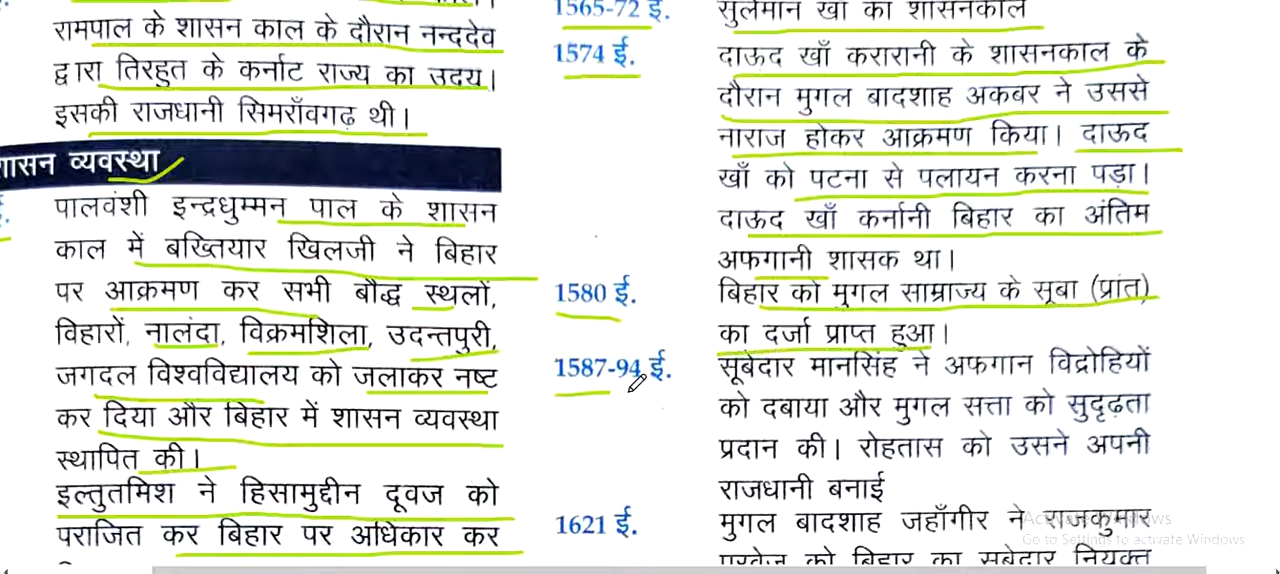 रामपाल के शासन काल के दौरान नन्ददेव
द्वारा तिरहुत के कर्नाट राज्य का उदय।
इसकी राजधानी सिमराँवगढ़ थी।
शासन व्यवस्था
पालवंशी इन्द्रधुम्मन पाल के शासन
काल में बख्तियार खिलजी ने बिहार
पर आक्रमण कर सभी बौद्ध स्थलों,
विहारों, नालंदा, विक्रमशिला, उदन्तपुरी,
जगदल विश्वविद्यालय को जलाकर नष्ट
कर दिया और बिहार में शासन व्यवस्था
स्थापित की।
इल्तुतमिश ने हिसामुद्दीन दूवज को
पराजित कर बिहार पर अधिकार कर
1565-72 ई. सुलेमान खाँ का शासनकाल
1574 ई. दाऊद खाँ करारानी के शासनकाल के
दौरान मुगल बादशाह अकबर ने उससे
नाराज होकर आक्रमण किया। दाऊद
खाँ को पटना से पलायन करना पड़ा।
दाऊद खाँ कर्नानी बिहार का अंतिम
अफगानी शासक था।
1580 ई. बिहार को मुगल साम्राज्य के सूबा (प्रांत)
का दर्जा प्राप्त हुआ।
1587-94 ई. सूबेदार मानसिंह ने अफगान विद्रोहियों
को दबाया और मुगल सत्ता को सुदृढ़ता
प्रदान की। रोहतास को उसने अपनी
राजधानी बनाई
1621 ई. मुगल बादशाह जहाँगीर ने राजकुमार
परवेज को बिहार का सूबेदार नियुक्त
Activate Windows
Go to Settings to activate Windows